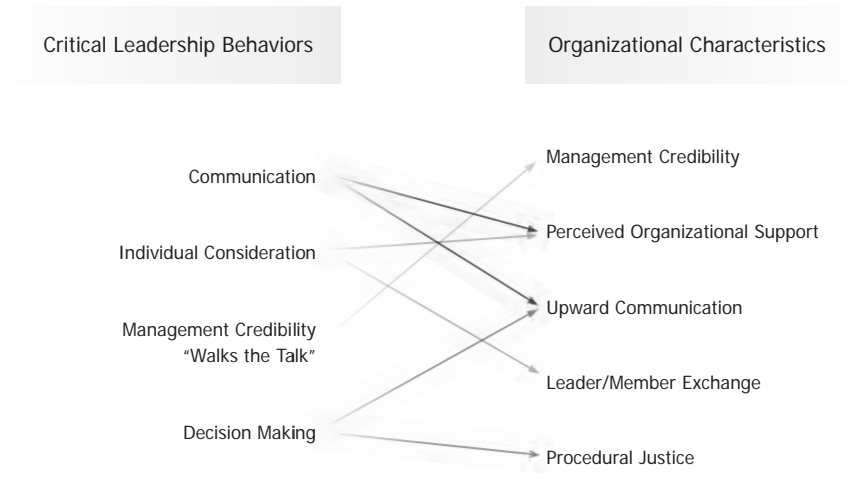 Critical Leadership Behaviors
Organizational Characteristics
Communication
Individual Consideration
Management Credibility
“Walks the Talk”
Decision Making
Management Credibility
Perceived Organizational Support
Upward Communication
Leader/Member Exchange
Procedural Justice